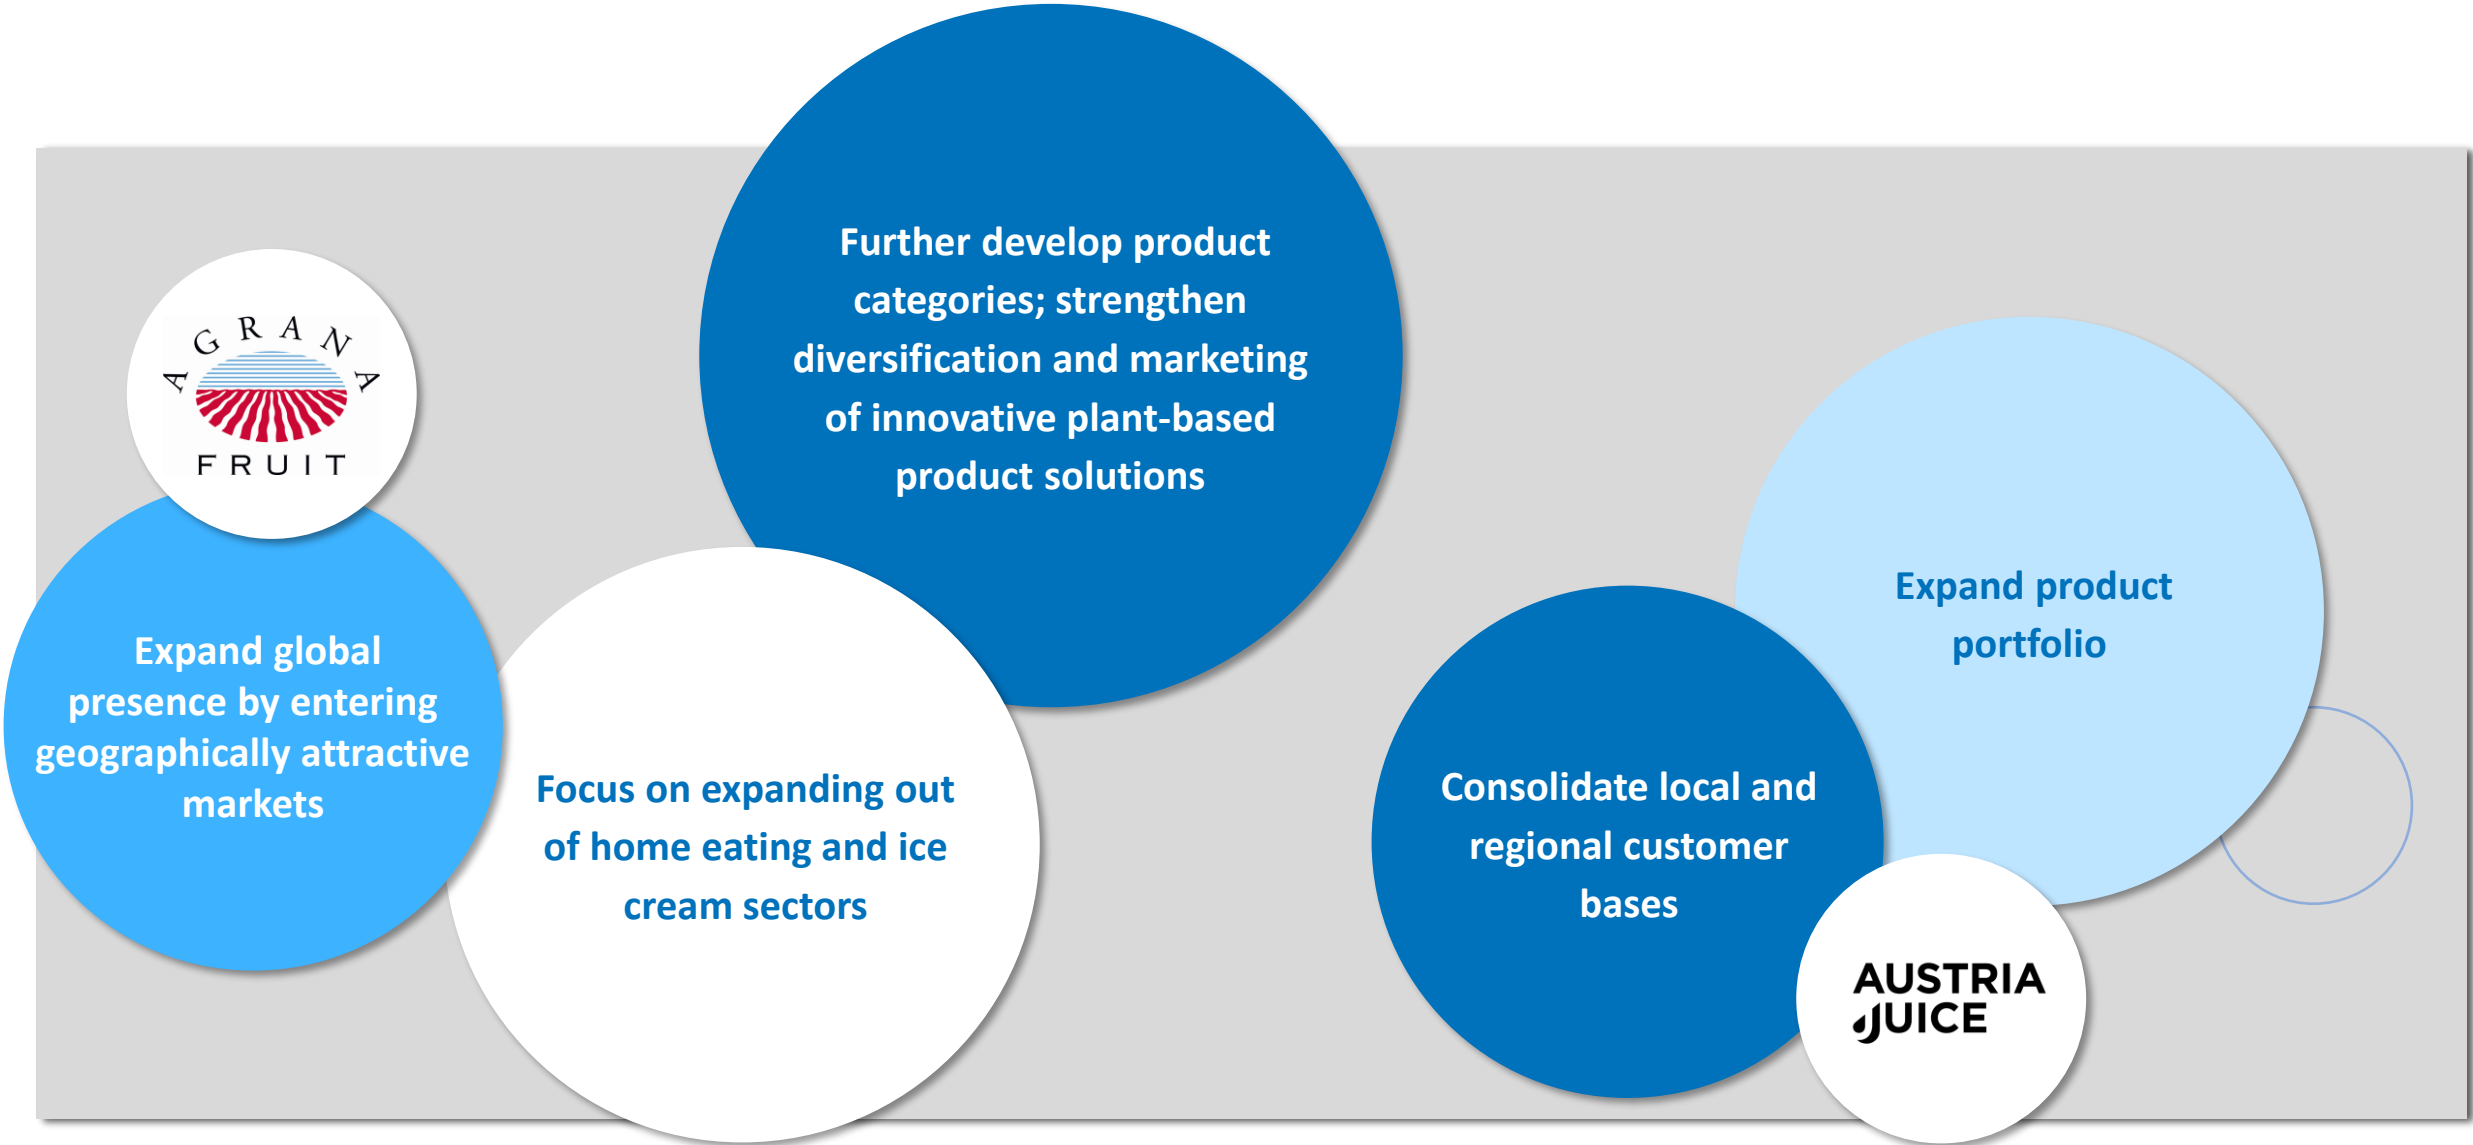 AGRANA
FRUIT
Expand global
presence by entering
geographically attractive
markets
Further develop product
categories; strengthen
diversification and marketing
of innovative plant-based
product solutions
Focus on expanding out
of home eating and ice
cream sectors
Consolidate local and
regional customer
bases
Expand product
portfolio
AUSTRIA
JUICE